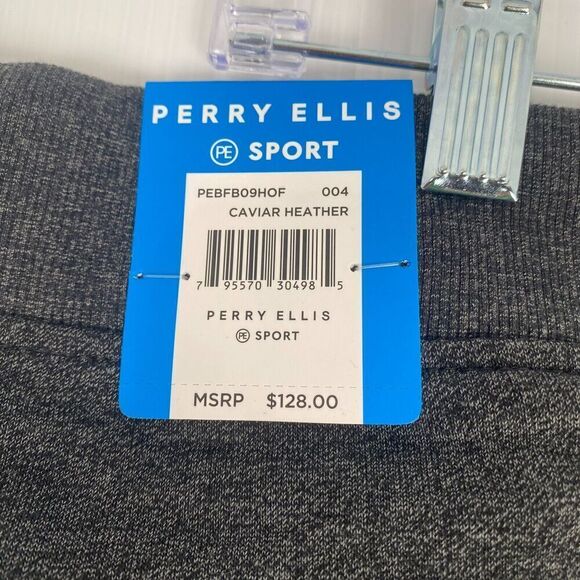 PERRY ELLIS
PE SPORT
PEBFB09HOF 004
CAVIAR HEATHER
7 95570 30498 5
PERRY ELLIS
PE SPORT
MSRP $128.00